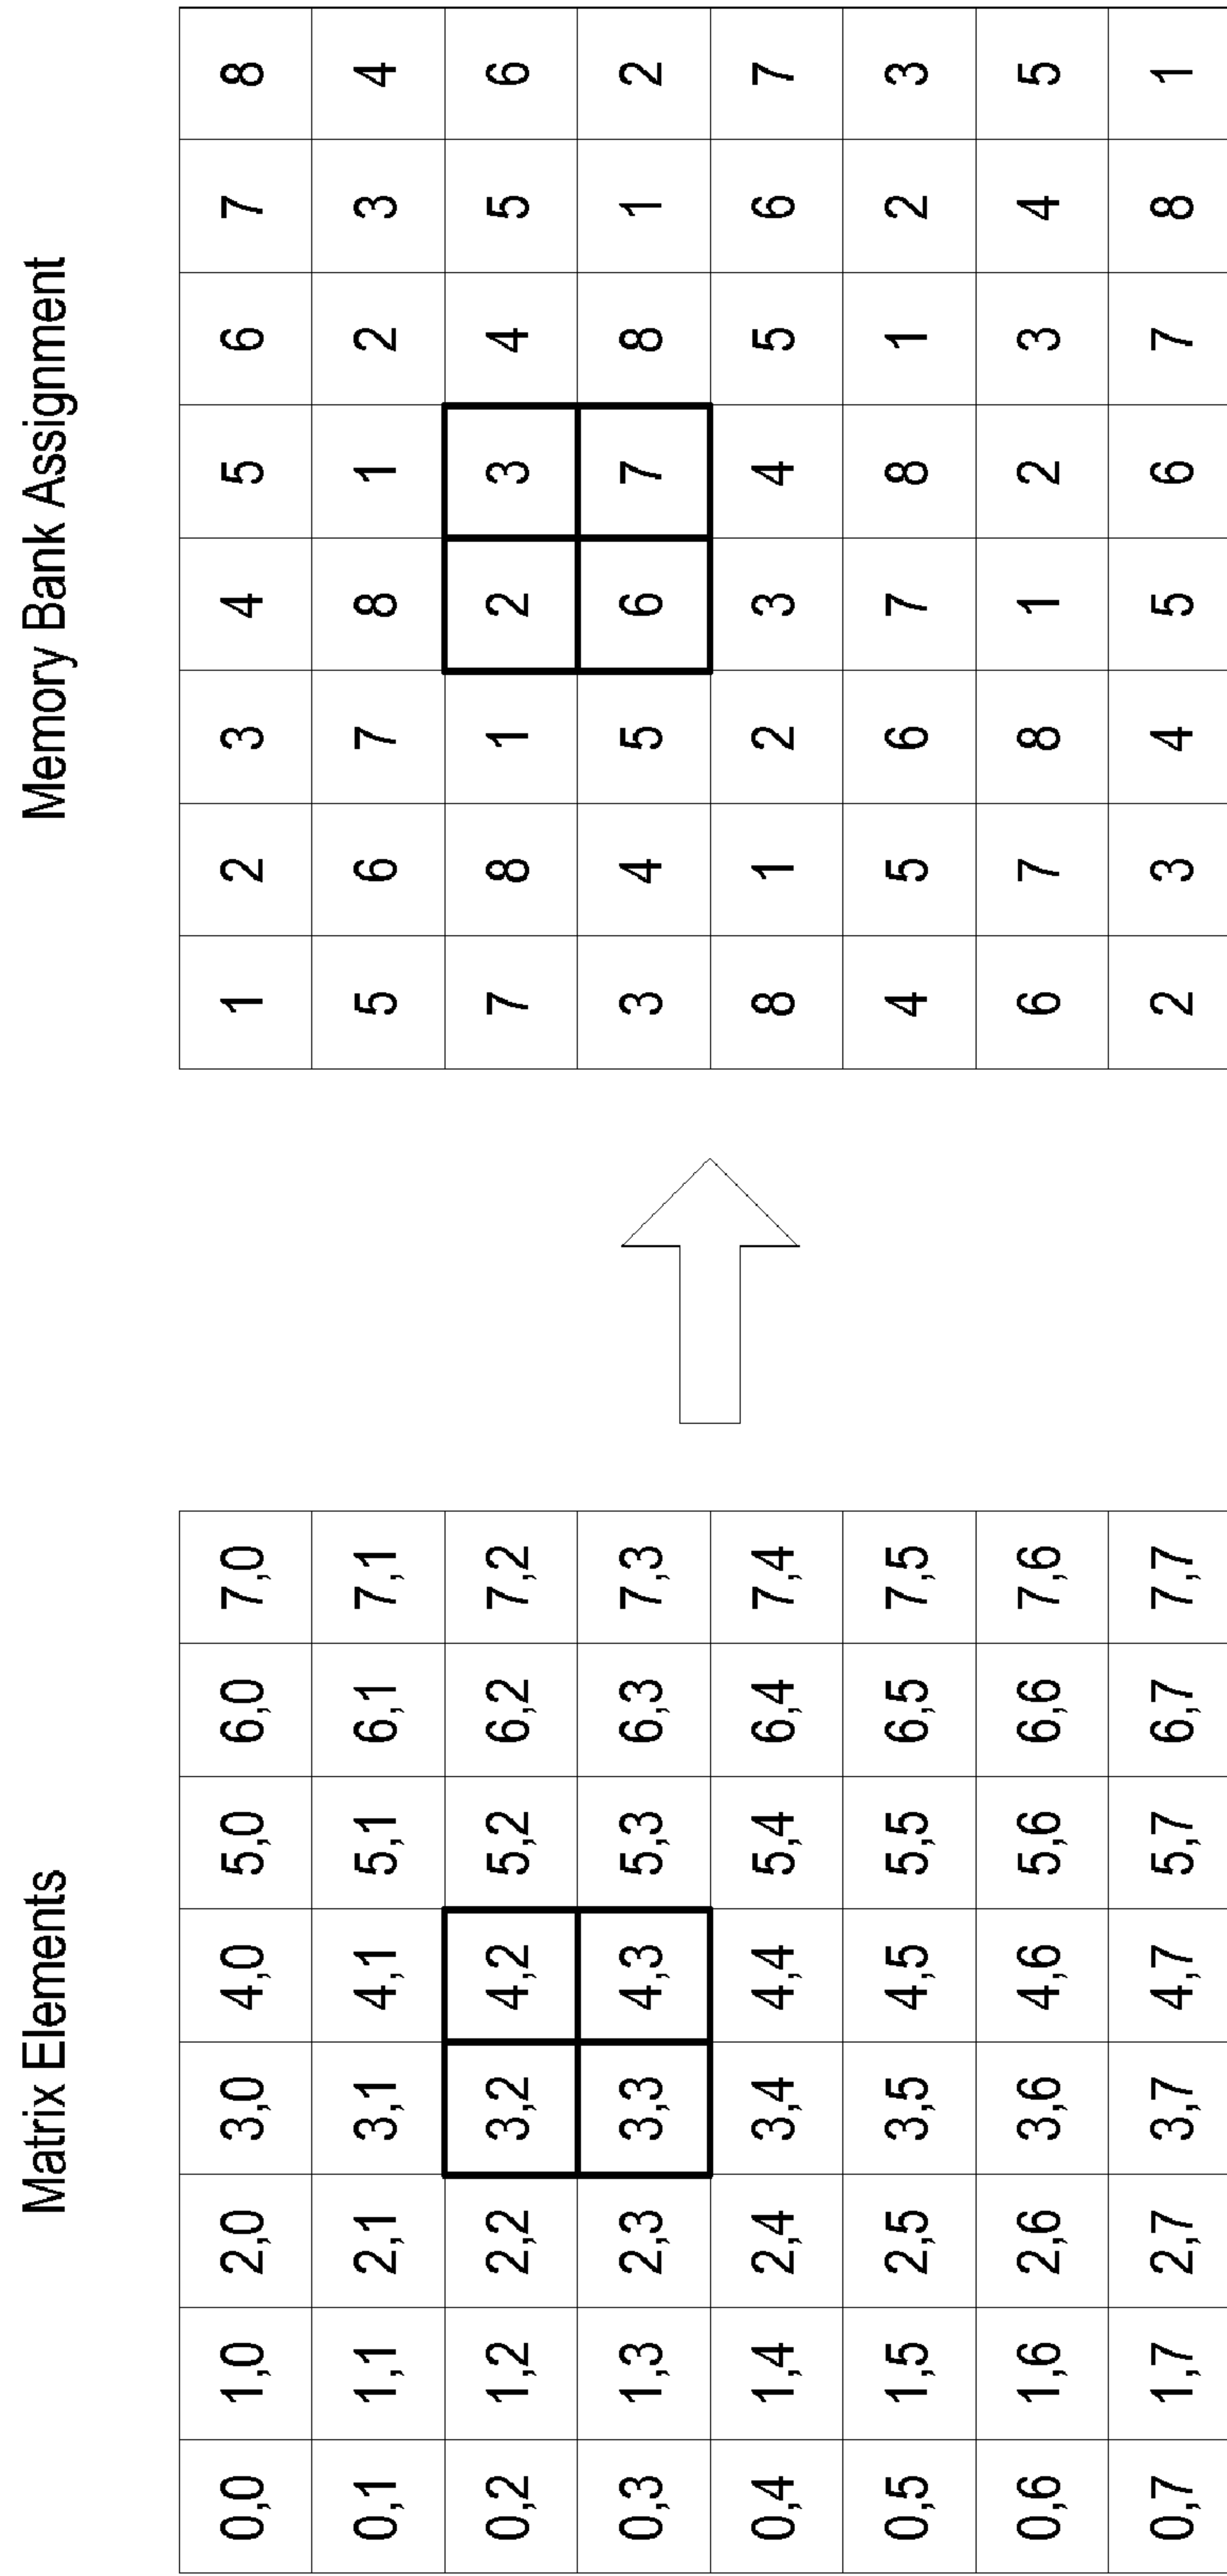 Matrix Elements
0,0 1,0 2,0 3,0 4,0 5,0 6,0 7,0
0,1 1,1 2,1 3,1 4,1 5,1 6,1 7,1
0,2 1,2 2,2 3,2 4,2 5,2 6,2 7,2
0,3 1,3 2,3 3,3 4,3 5,3 6,3 7,3
0,4 1,4 2,4 3,4 4,4 5,4 6,4 7,4
0,5 1,5 2,5 3,5 4,5 5,5 6,5 7,5
0,6 1,6 2,6 3,6 4,6 5,6 6,6 7,6
0,7 1,7 2,7 3,7 4,7 5,7 6,7 7,7
Memory Bank Assignment
1 2 3 4 5 6 7 8
5 6 7 8 1 2 3 4
7 8 1 2 3 4 5 6
3 4 5 6 7 8 1 2
8 1 2 3 4 5 6 7
4 5 6 7 8 1 2 3
6 7 8 1 2 3 4 5
2 3 4 5 6 7 8 1